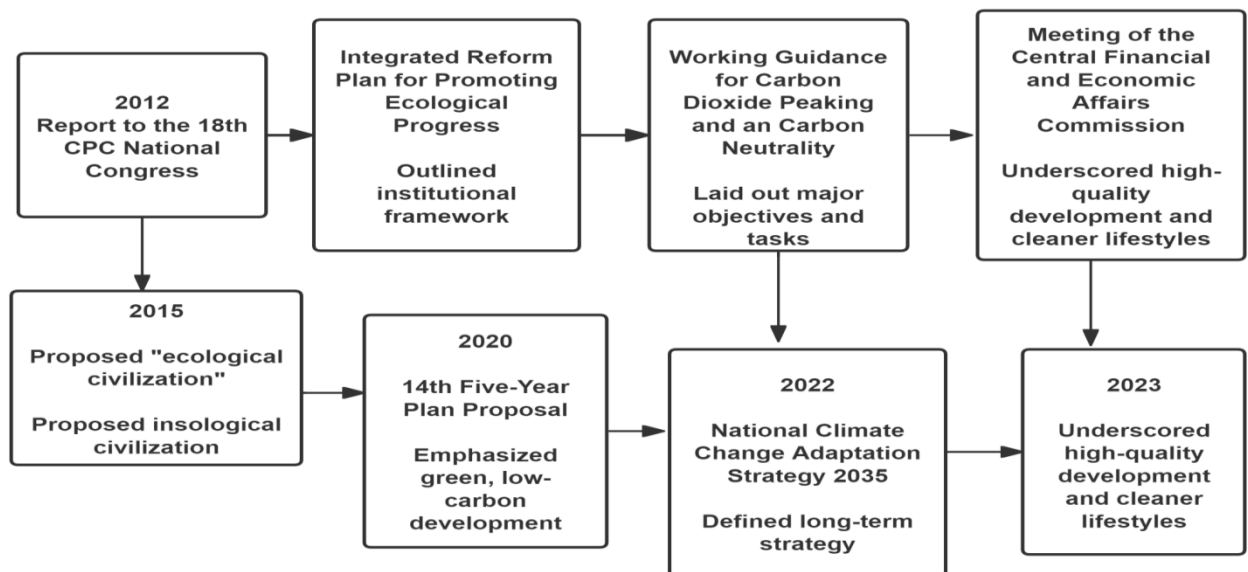 2012
Report to the 18th
CPC National
Congress
Integrated Reform
Plan for Promoting
Ecological
Progress
Outlined
institutional
framework
Working Guidance
for Carbon
Dioxide Peaking
and an Carbon
Neutrality
Laid out major
objectives and
tasks
Meeting of the
Central Financial
and Economic
Affairs
Commission
Underscored high-
quality
development and
cleaner lifestyles
2015
Proposed "ecological
civilization"
Proposed insological
civilization
2020
14th Five-Year
Plan Proposal
Emphasized
green, low-
carbon
development
2022
National Climate
Change Adaptation
Strategy 2035
Defined long-term
strategy
2023
Underscored
high-quality
development
and cleaner
lifestyles